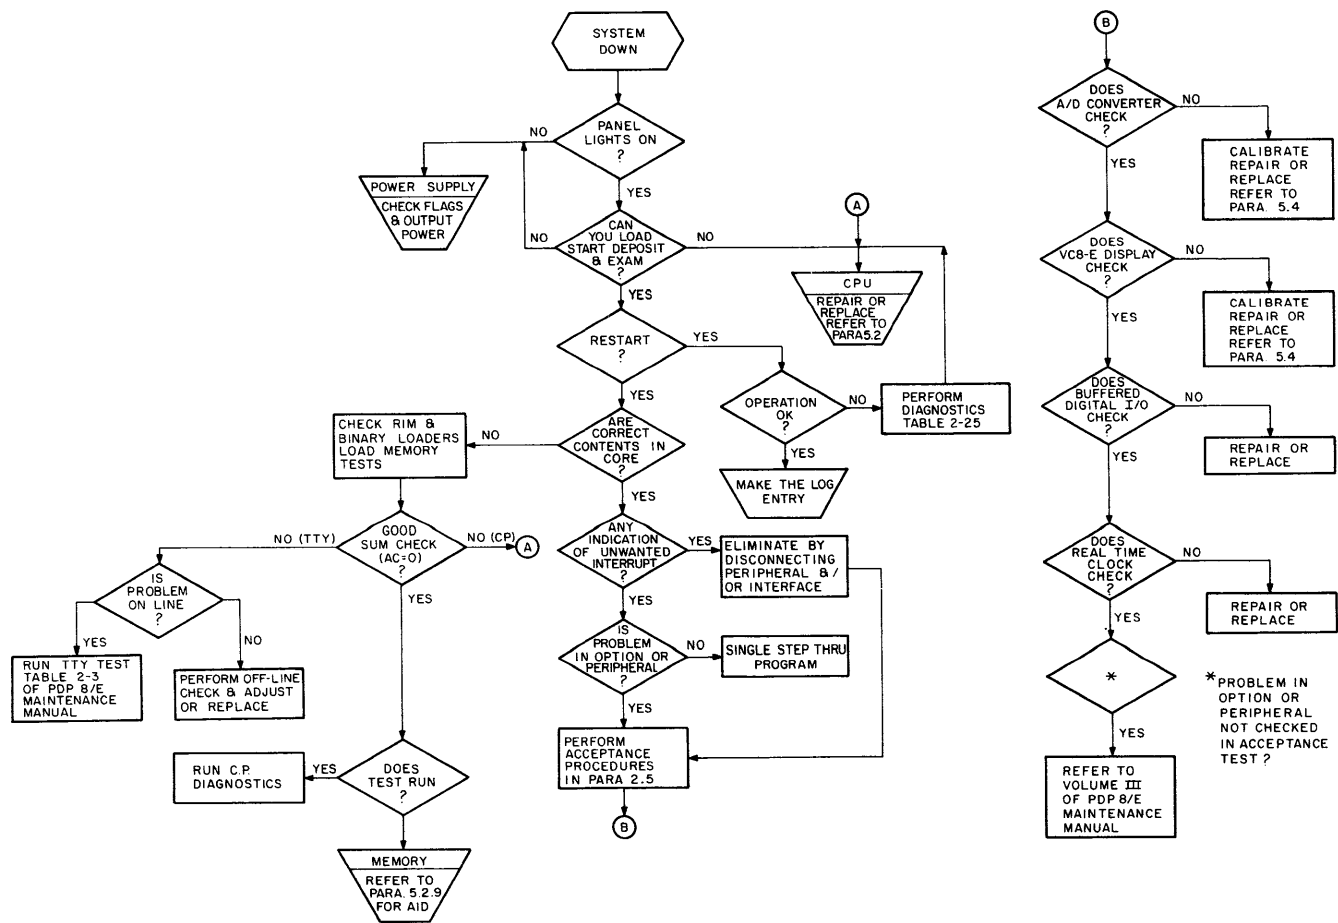 SYSTEM
DOWN
PANEL
LIGHTS ON
?
NO
YES
POWER SUPPLY
CHECK FLAGS
& OUTPUT
POWER
CAN
YOU LOAD
START DEPOSIT
& EXAM
?
NO
NO
YES
A
CPU
REPAIR OR
REPLACE
REFER TO
PARA 5.2
RESTART
?
YES
YES
OPERATION
OK
?
NO
YES
PERFORM
DIAGNOSTICS
TABLE 2-25
MAKE THE LOG
ENTRY
ARE
CORRECT
CONTENTS IN
CORE
?
NO
YES
CHECK RIM &
BINARY LOADERS
LOAD MEMORY
TESTS
GOOD
SUM CHECK
(AC=0)
?
NO (TTY)
NO (CP)
A
YES
IS
PROBLEM
ON LINE
?
YES
NO
RUN TTY TEST
TABLE 2-3
OF PDP 8/E
MAINTENANCE
MANUAL
PERFORM OFF-LINE
CHECK & ADJUST
OR REPLACE
DOES
TEST RUN
?
YES
RUN C.P.
DIAGNOSTICS
NO
MEMORY
REFER TO
PARA. 5.2.9
FOR AID
ANY
INDICATION
OF UNWANTED
INTERRUPT
?
YES
YES
ELIMINATE BY
DISCONNECTING
PERIPHERAL & /
OR INTERFACE
IS
PROBLEM
IN OPTION OR
PERIPHERAL
?
NO
YES
SINGLE STEP THRU
PROGRAM
PERFORM
ACCEPTANCE
PROCEDURES
IN PARA 2.5
B
B
DOES
A/D CONVERTER
CHECK
?
NO
YES
CALIBRATE
REPAIR OR
REPLACE
REFER TO
PARA. 5.4
DOES
VC8-E DISPLAY
CHECK
?
NO
YES
CALIBRATE
REPAIR OR
REPLACE
REFER TO
PARA. 5.4
DOES
BUFFERED
DIGITAL I/O
CHECK
?
NO
YES
REPAIR OR
REPLACE
DOES
REAL TIME
CLOCK
CHECK
?
NO
YES
REPAIR OR
REPLACE
*
YES
REFER TO
VOLUME III
OF PDP 8/E
MAINTENANCE
MANUAL
*PROBLEM IN
OPTION OR
PERIPHERAL
NOT CHECKED
IN ACCEPTANCE
TEST ?